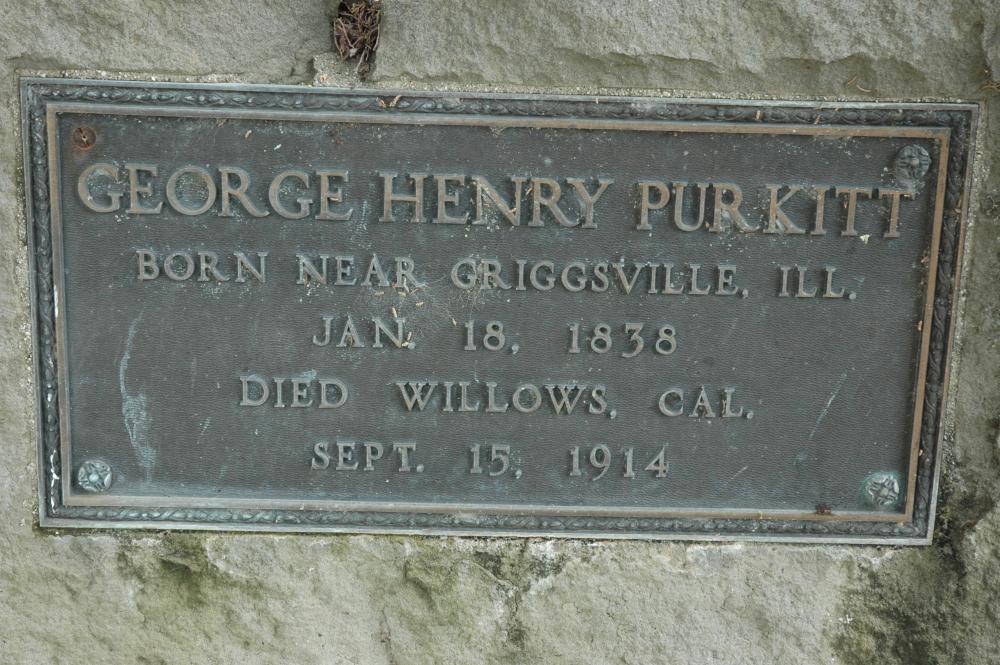 GEORGE HENRY PURKITT
BORN NEAR GRIGGSVILLE, ILL.
JAN. 18, 1838
DIED WILLOWS, CAL.
SEPT. 15, 1914